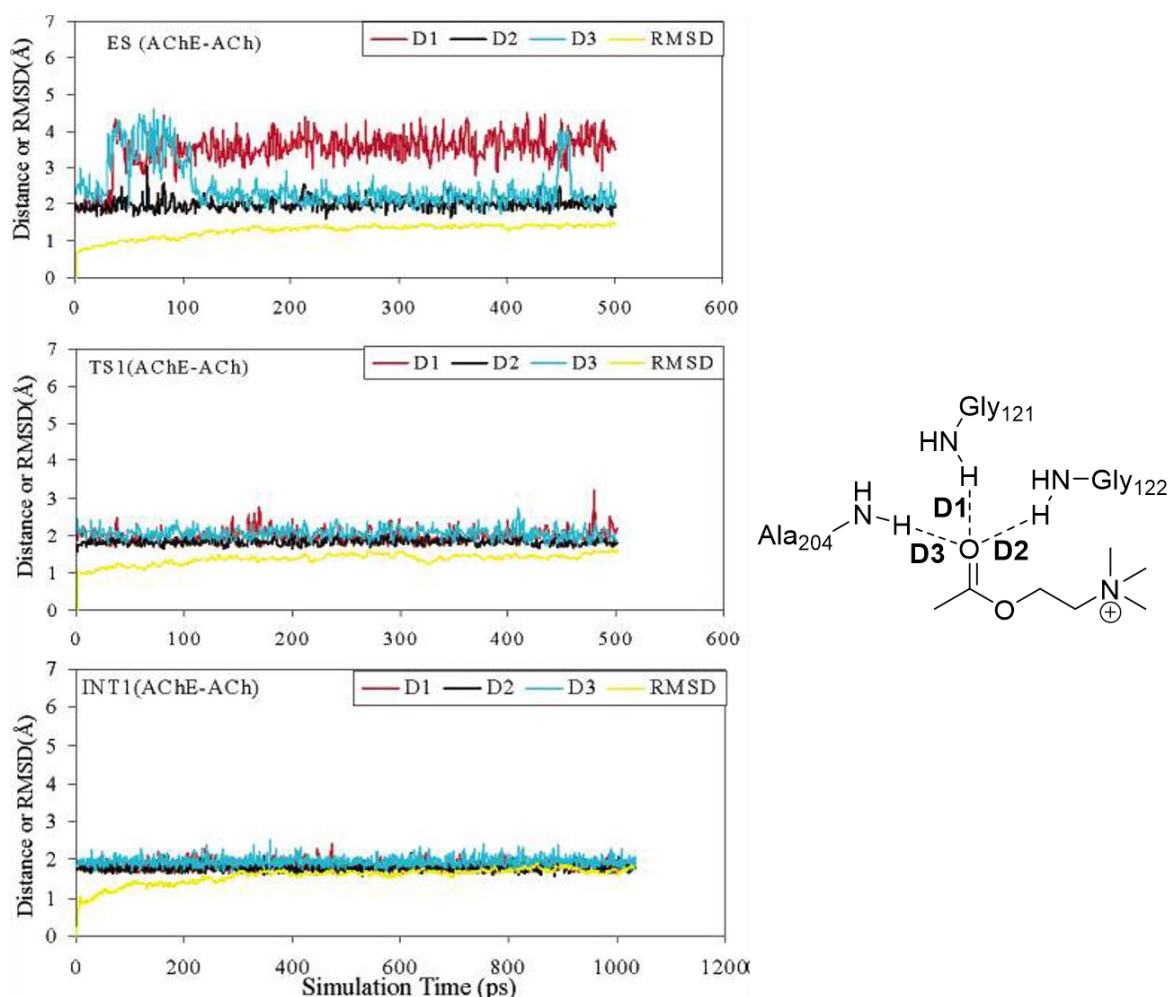 ES (AChE-ACh)
D1 D2 D3 RMSD
Distance or RMSD(Å)
7
6
5
4
3
2
1
0
0 100 200 300 400 500 600
TS1(AChE-ACh)
D1 D2 D3 RMSD
Distance or RMSD(Å)
7
6
5
4
3
2
1
0
0 100 200 300 400 500 600
INT1(AChE-ACh)
D1 D2 D3 RMSD
Distance or RMSD(Å)
7
6
5
4
3
2
1
0
0 200 400 600 800 1000 1200
Simulation Time (ps)
Gly121
HN
H
D1
H
N
H
Ala204
D3
HN Gly122
H
D2
O
O
N
+